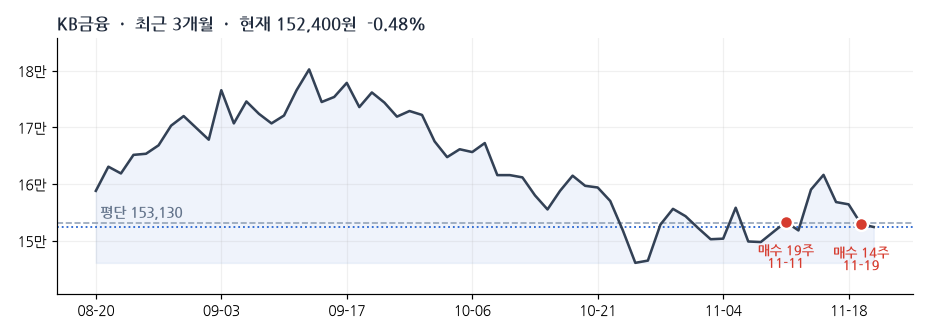 KB금융 · 최근 3개월 · 현재 152,400원 -0.48%
18만
17만
16만
15만
평단 153,130
매수 19주
11-11
매수 14주
11-19
08-20
09-03
09-17
10-06
10-21
11-04
11-18